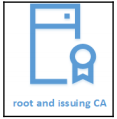 root and issuing CA